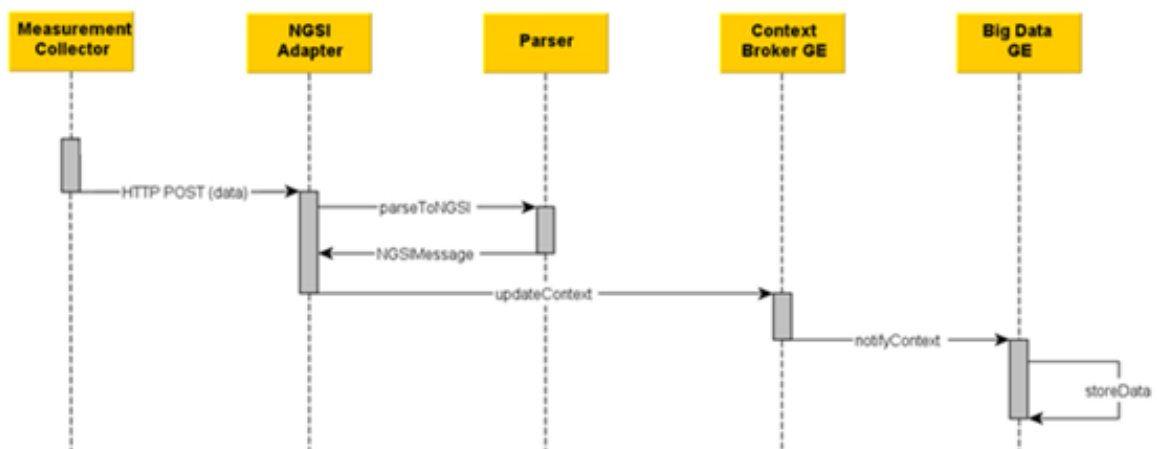 Measurement
Collector
NGSI
Adapter
Parser
Context
Broker GE
Big Data
GE
HTTP POST (data)
parseToNGSI
NGSIMessage
updateContext
notifyContext
storeData